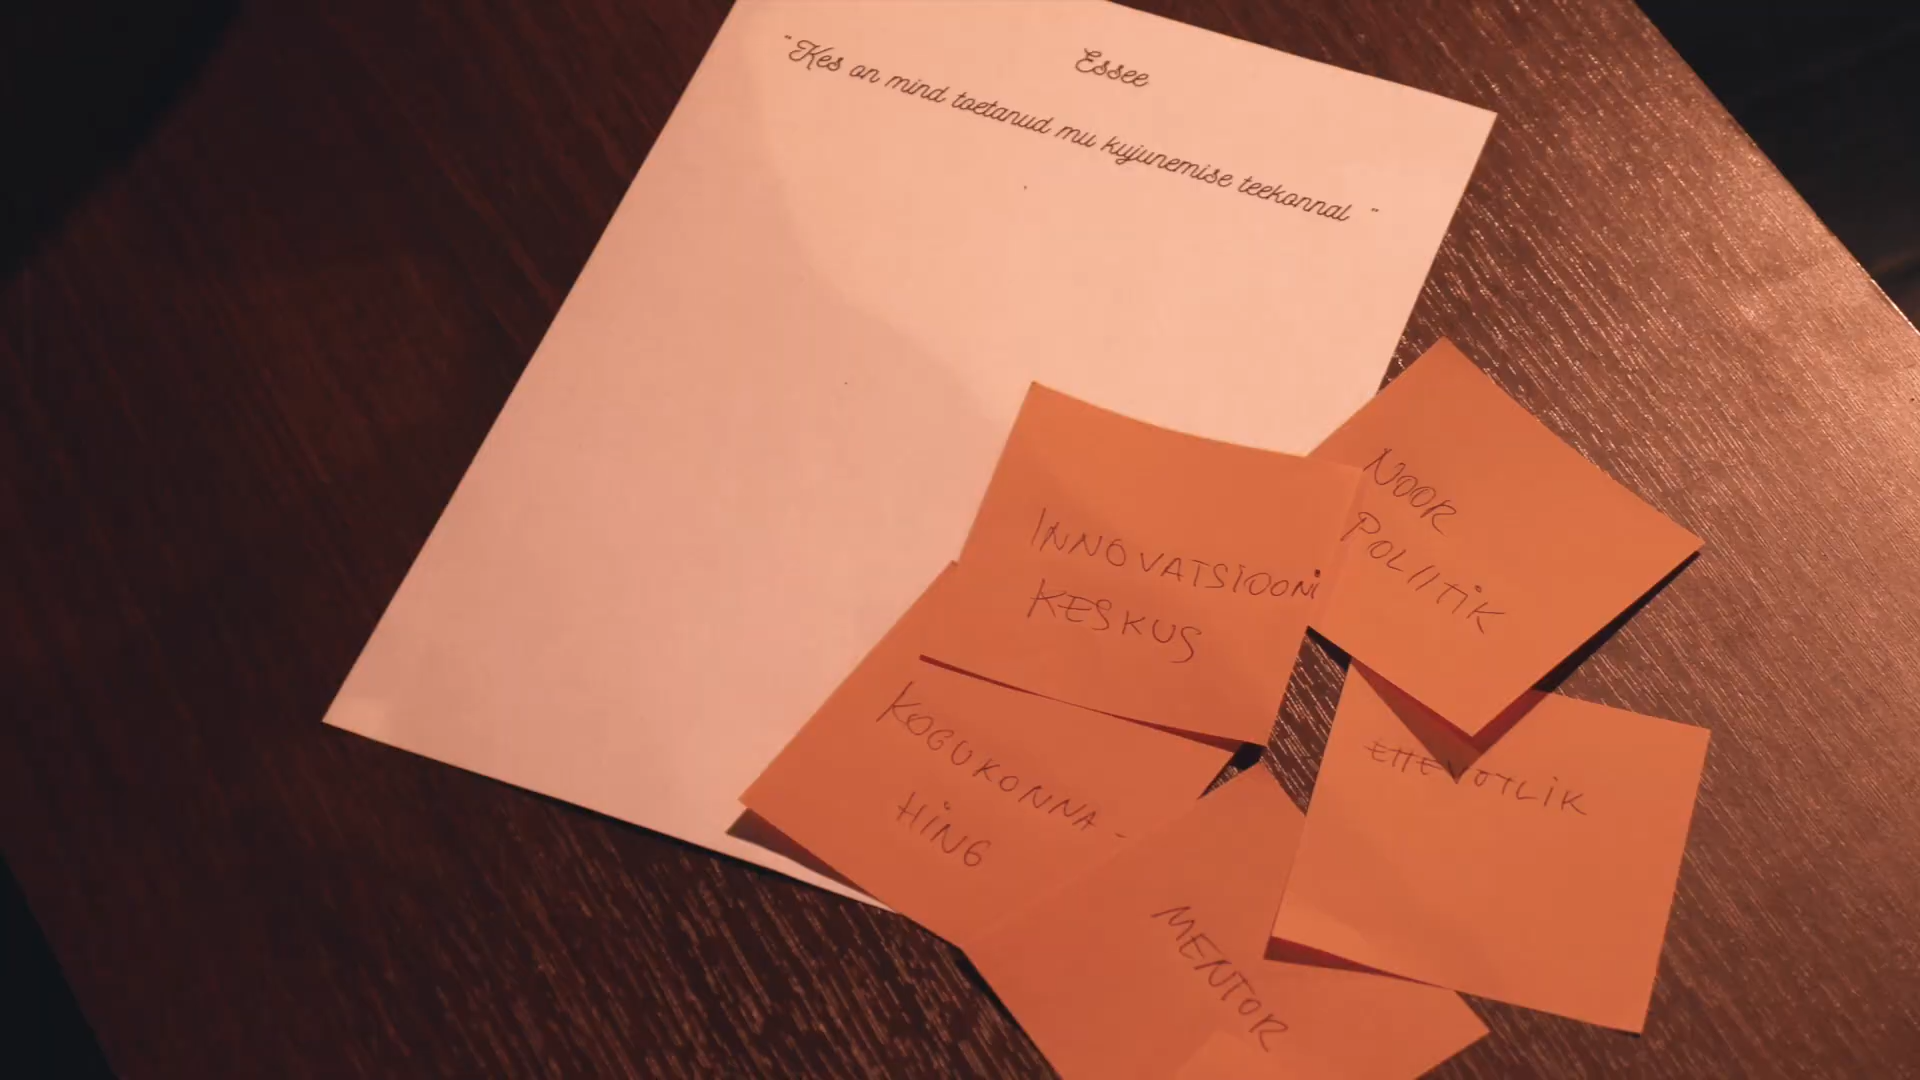 Essee
"Kes on mind toetanud mu kujunemise teekonnal "
INNOVATSIOONI
KESKUS
NOOR
POLIITIK
KOGUKONNA-
HING
ETTEVÕTLIK
MENTOR